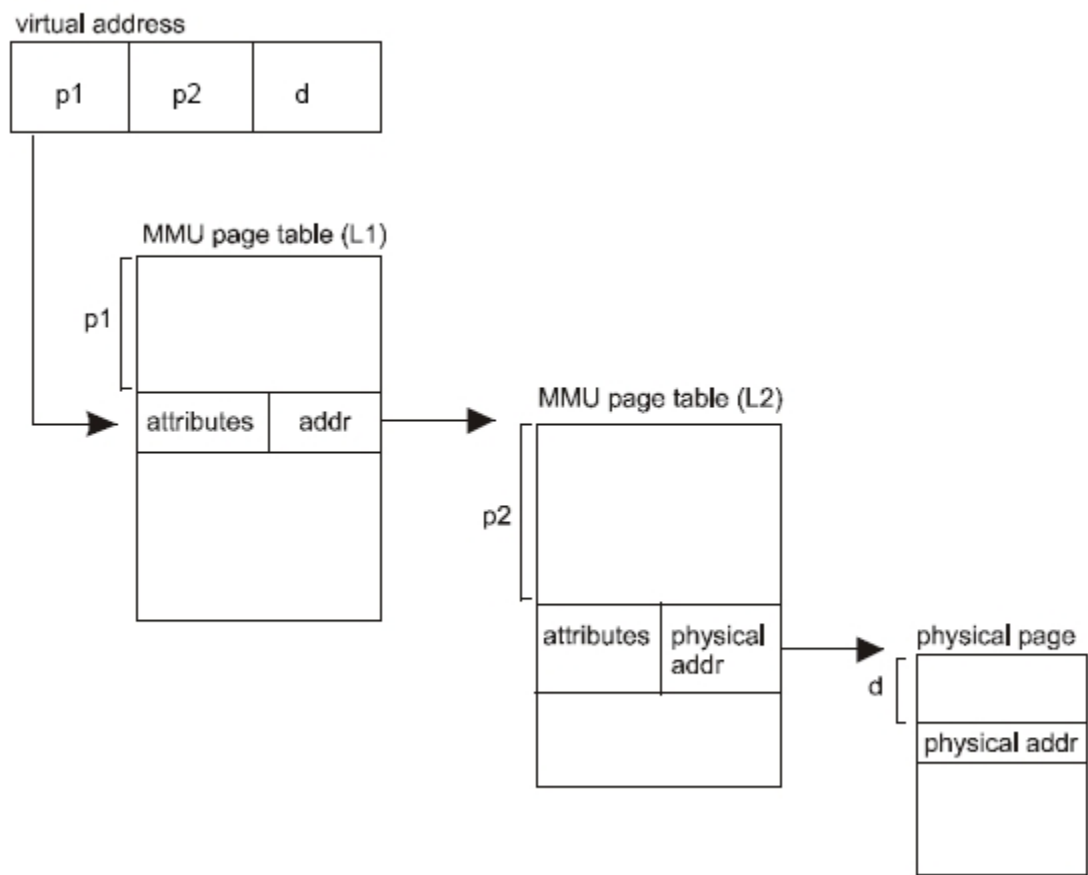 virtual address
p1 p2 d
MMU page table (L1)
p1
attributes addr
MMU page table (L2)
p2
attributes physical
addr
physical page
d
physical addr